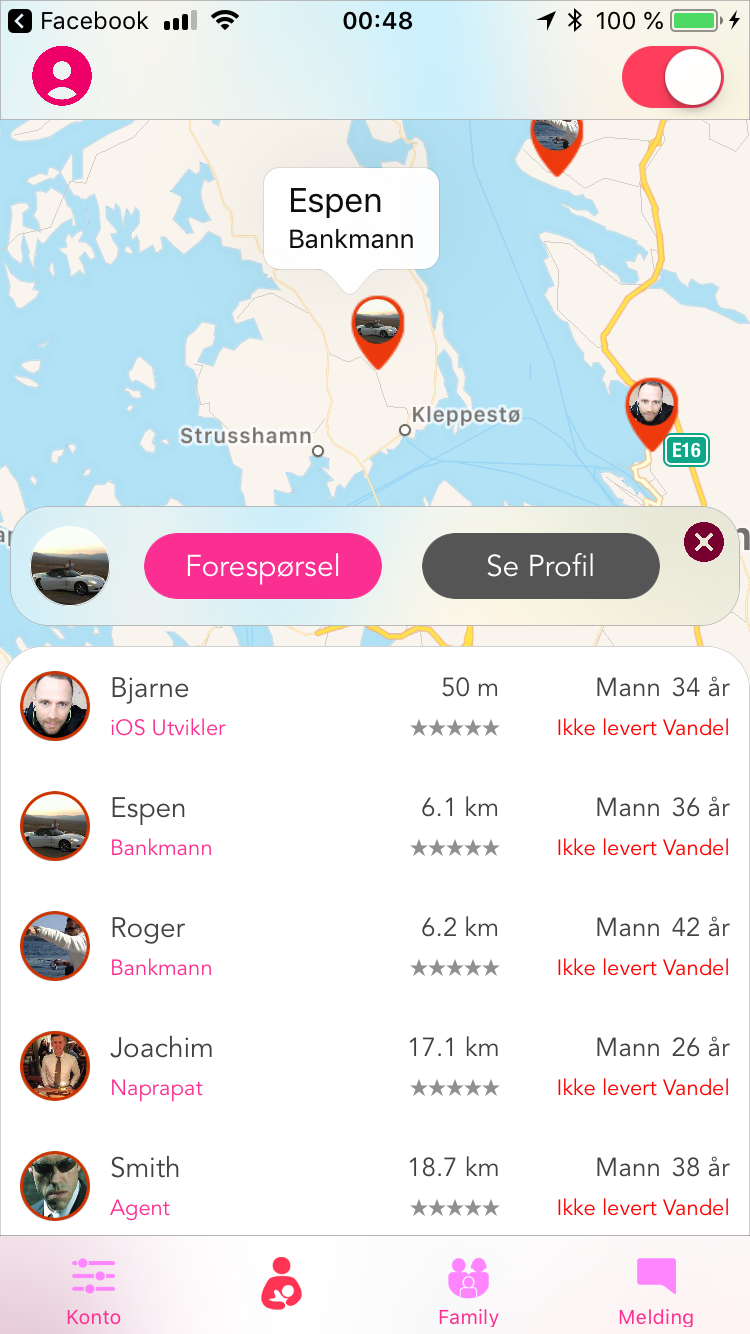 Facebook 00:48 100 %
Espen
Bankmann
Kleppestø
Strusshamn
E16
Forespørsel Se Profil
Bjarne 50 m Mann 34 år
iOS Utvikler ★★★★★ Ikke levert Vandel
Espen 6.1 km Mann 36 år
Bankmann ★★★★★ Ikke levert Vandel
Roger 6.2 km Mann 42 år
Bankmann ★★★★★ Ikke levert Vandel
Joachim 17.1 km Mann 26 år
Naprapat ★★★★★ Ikke levert Vandel
Smith 18.7 km Mann 38 år
Agent ★★★★★ Ikke levert Vandel
Konto Family Melding